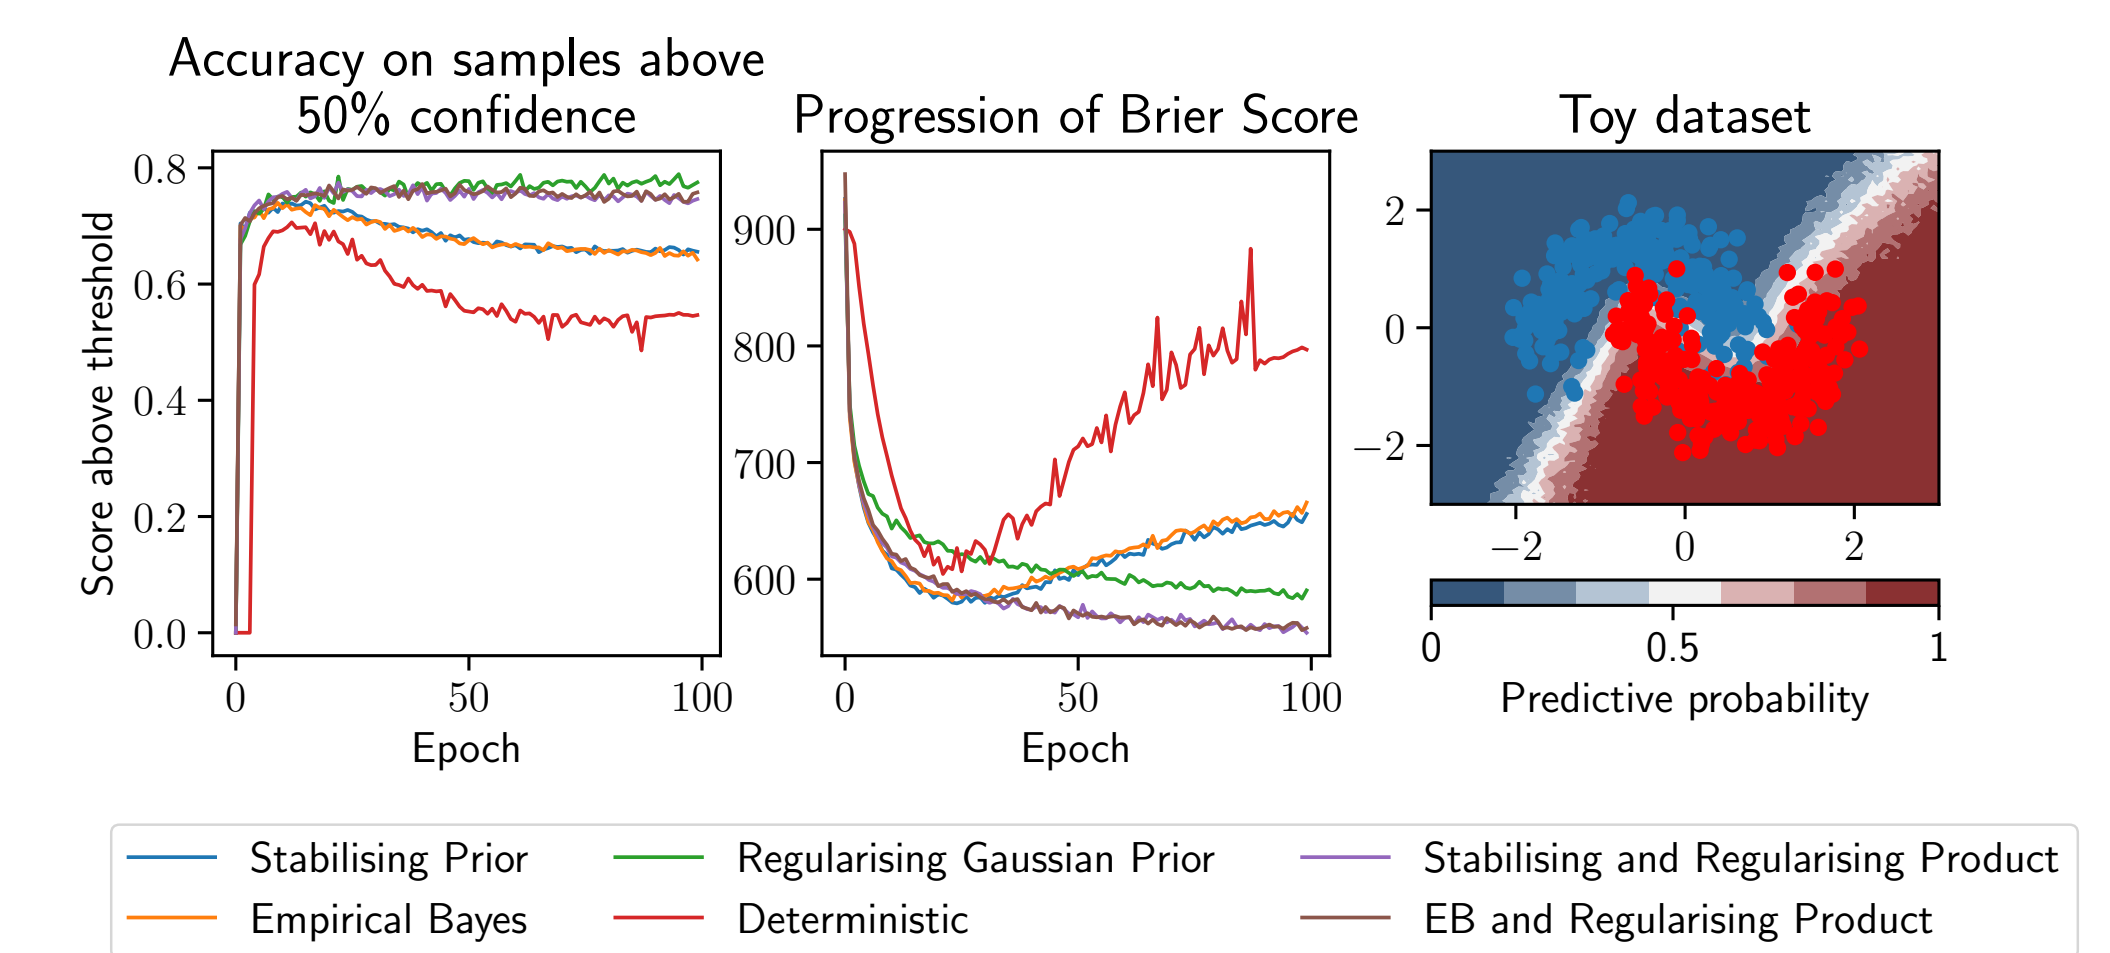 Accuracy on samples above
50% confidence
Progression of Brier Score
Toy dataset
Score above threshold
0.8
0.6
0.4
0.2
0.0
0
50
100
Epoch
900
800
700
600
0
50
100
Epoch
2
0
−2
−2
0
2
0
0.5
1
Predictive probability
Stabilising Prior
Empirical Bayes
Regularising Gaussian Prior
Deterministic
Stabilising and Regularising Product
EB and Regularising Product